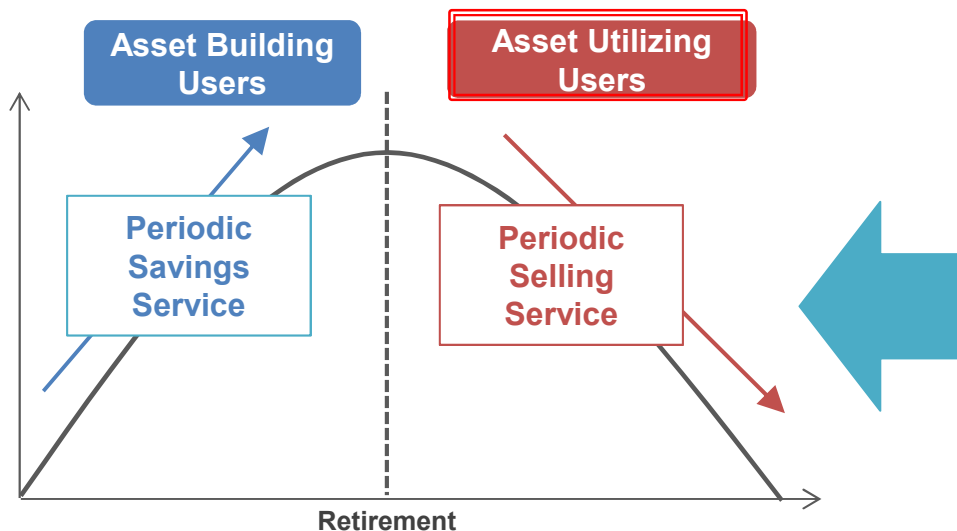 Asset Building
Users
Asset Utilizing
Users
Periodic
Savings
Service
Periodic
Selling
Service
Retirement